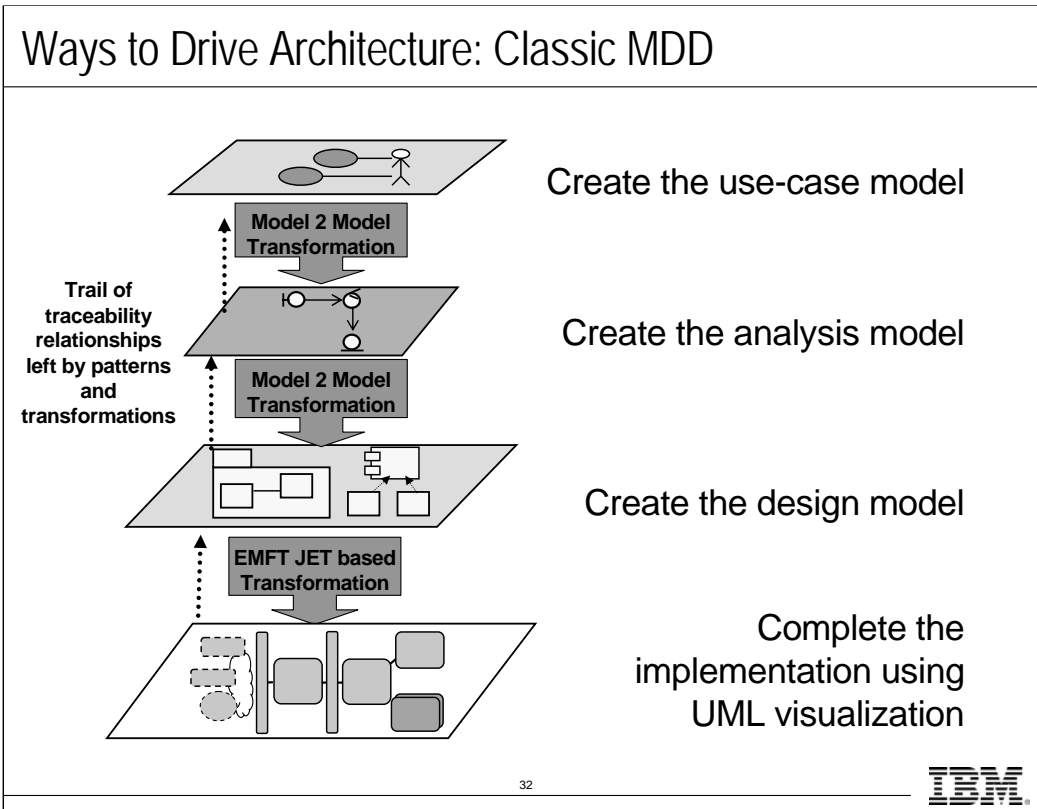 Ways to Drive Architecture: Classic MDD
Create the use-case model
Model 2 Model
Transformation
Trail of
traceability
relationships
left by patterns
and
transformations
Create the analysis model
Model 2 Model
Transformation
Create the design model
EMFT JET based
Transformation
Complete the
implementation using
UML visualization
32
IBM.